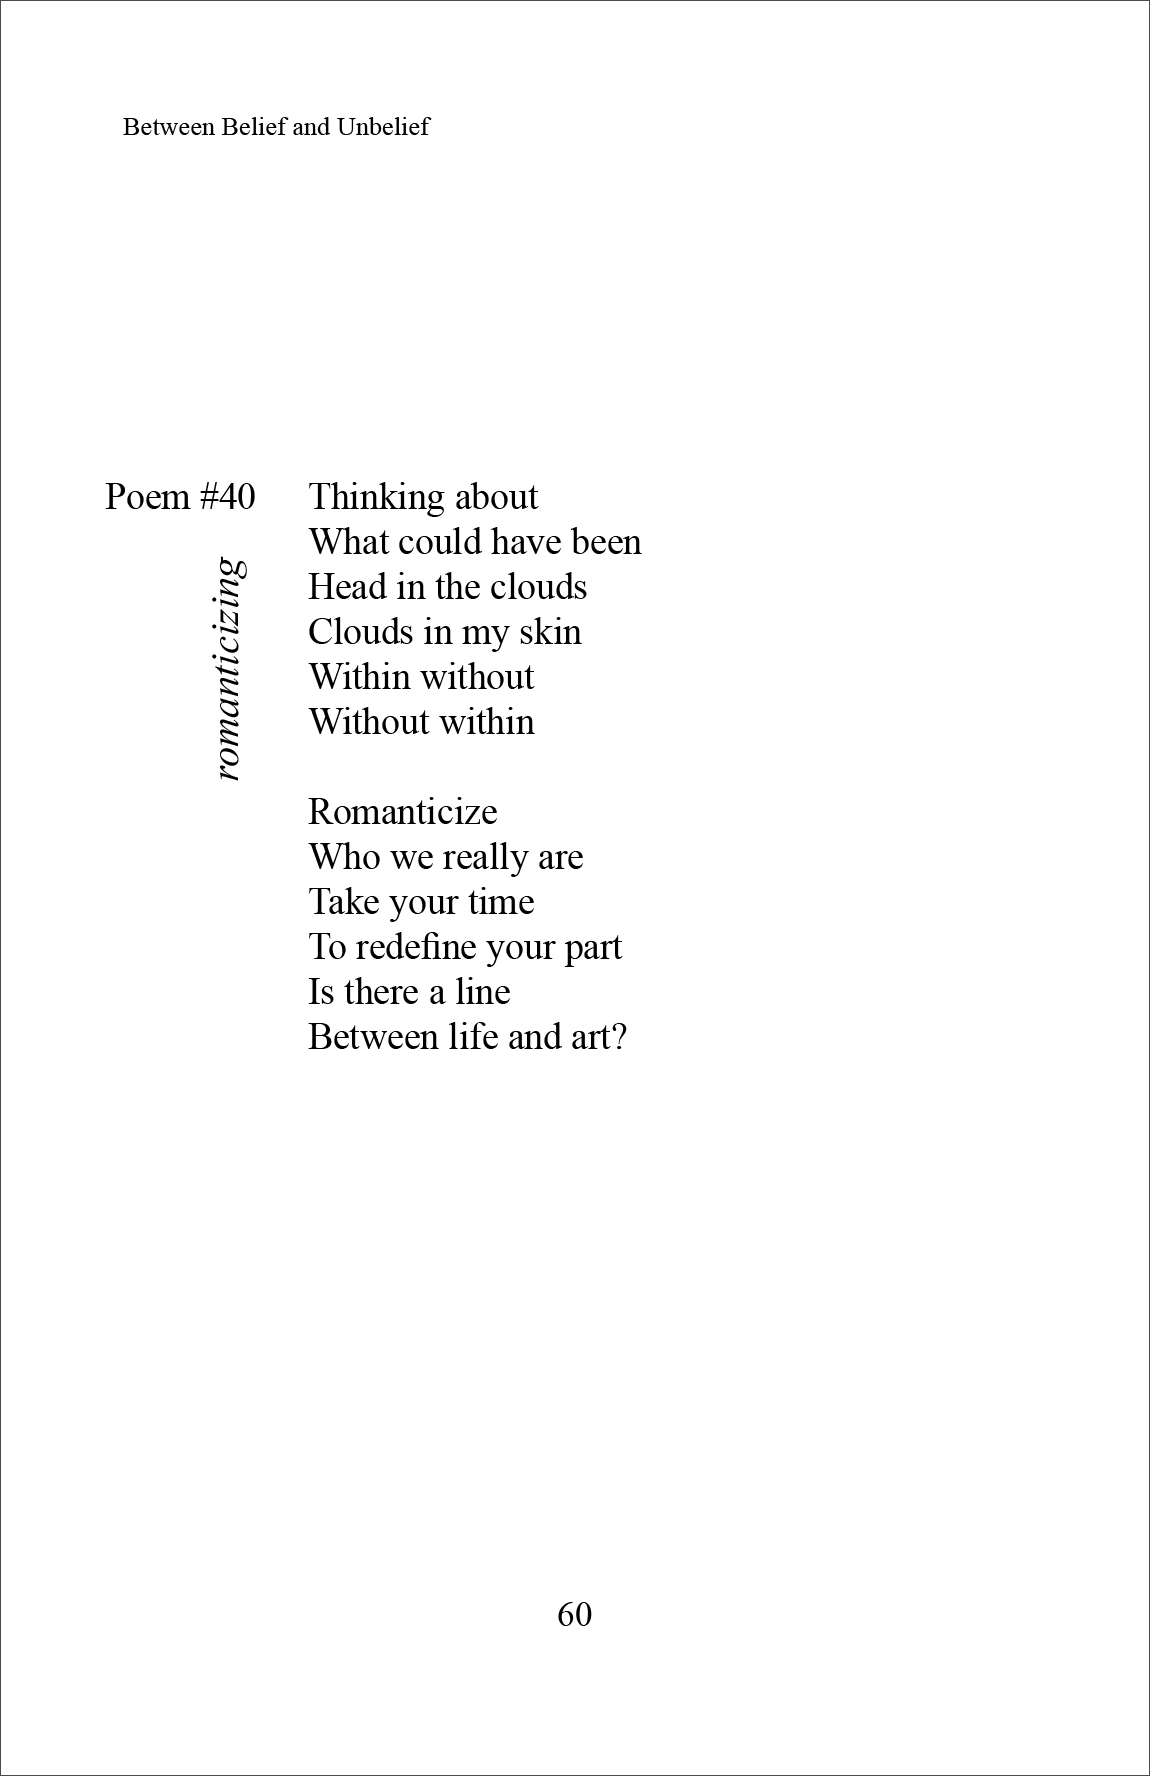 Between Belief and Unbelief
Poem #40
romanticizing
Thinking about
What could have been
Head in the clouds
Clouds in my skin
Within without
Without within
Romanticize
Who we really are
Take your time
To redefine your part
Is there a line
Between life and art?
60